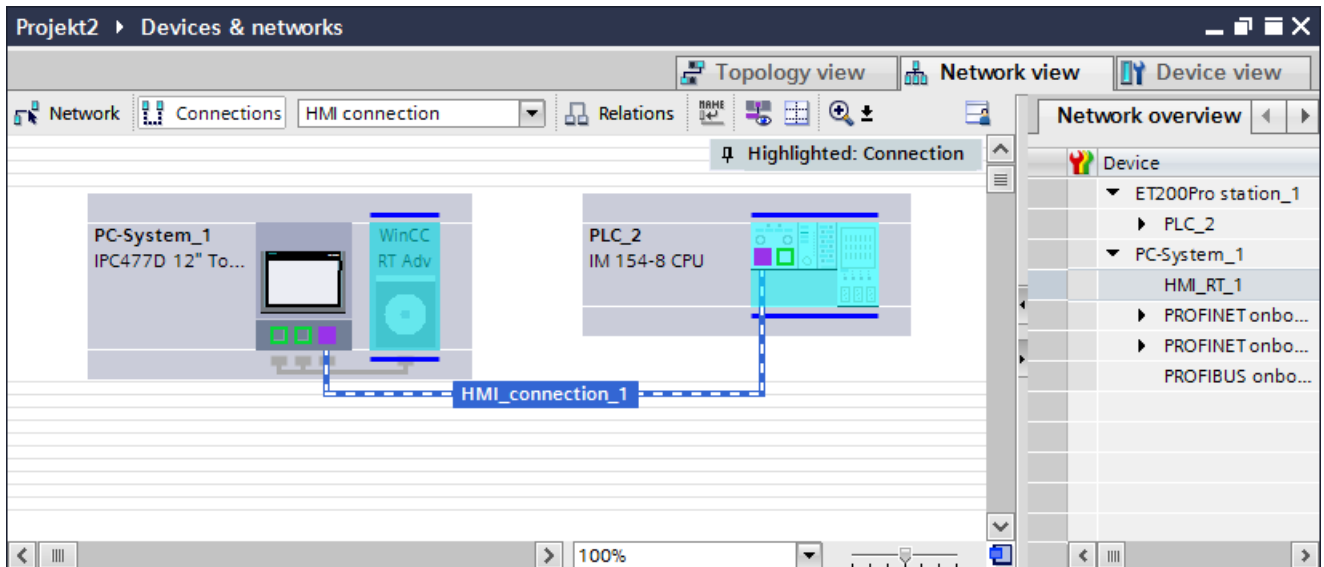 Projekt2 ▸ Devices & networks
Topology view
Network view
Device view
Network
Connections
HMI connection
Relations
NAME
Network overview
Highlighted: Connection
Device
PC-System_1
IPC477D 12" To...
WinCC
RT Adv
PLC_2
IM 154-8 CPU
HMI_connection_1
ET200Pro station_1
PLC_2
PC-System_1
HMI_RT_1
PROFINET onbo...
PROFINET onbo...
PROFIBUS onbo...
100%